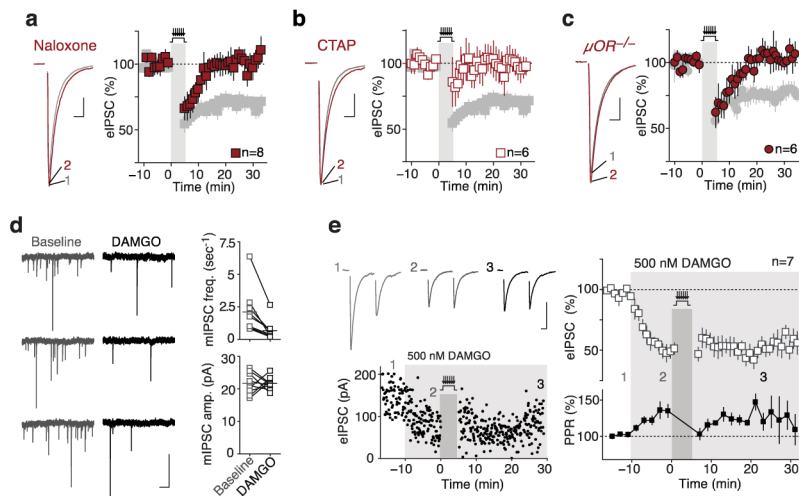 a
Naloxone
eIPSC (%)
100
75
50
2
1
n=8
−10 0 10 20 30
Time (min)
b
CTAP
eIPSC (%)
100
50
2
1
n=6
−10 0 10 20 30
Time (min)
c
µOR−/−
eIPSC (%)
100
75
50
1
2
n=6
−10 0 10 20 30
Time (min)
d
Baseline
DAMGO
mIPSC freq. (sec-1)
7.5
5
2.5
0
mIPSC amp. (pA)
30
20
10
0
Baseline
DAMGO
e
1
2
3
500 nM DAMGO
eIPSC (pA)
200
100
0
1
2
3
−10 0 10 20 30
Time (min)
500 nM DAMGO
n=7
eIPSC (%)
100
50
1
2
3
PPR (%)
150
100
−10 0 10 20 30
Time (min)